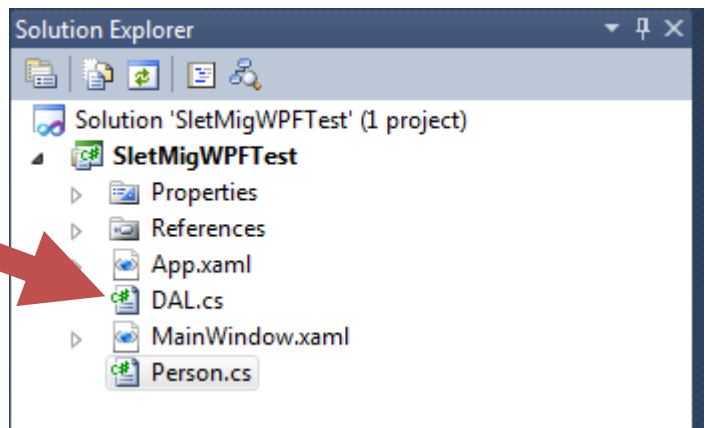 Solution Explorer
Solution 'SletMigWPFTest' (1 project)
SletMigWPFTest
Properties
References
App.xaml
DAL.cs
MainWindow.xaml
Person.cs